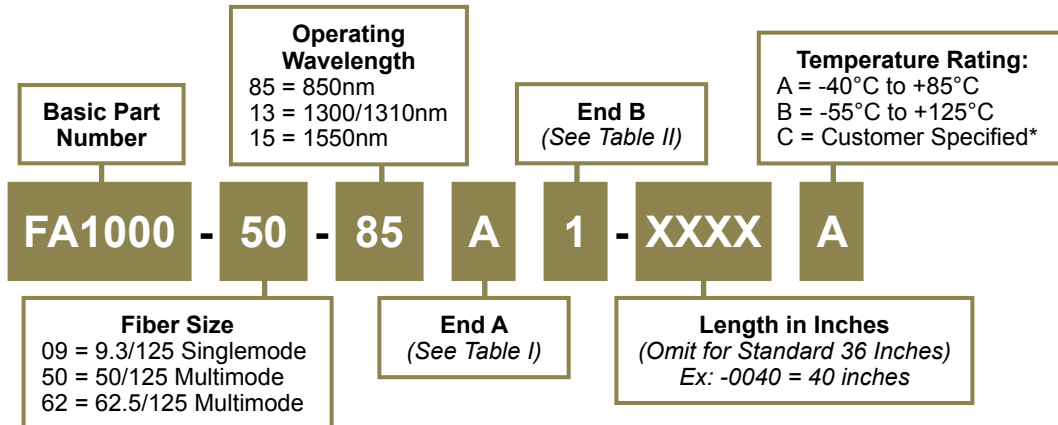 Operating
Wavelength
85 = 850nm
13 = 1300/1310nm
15 = 1550nm
Temperature Rating:
A = -40°C to +85°C
B = -55°C to +125°C
C = Customer Specified*
Basic Part
Number
End B
(See Table II)
FA1000 - 50 - 85 A 1 - XXXX A
Fiber Size
09 = 9.3/125 Singlemode
50 = 50/125 Multimode
62 = 62.5/125 Multimode
End A
(See Table I)
Length in Inches
(Omit for Standard 36 Inches)
Ex: -0040 = 40 inches